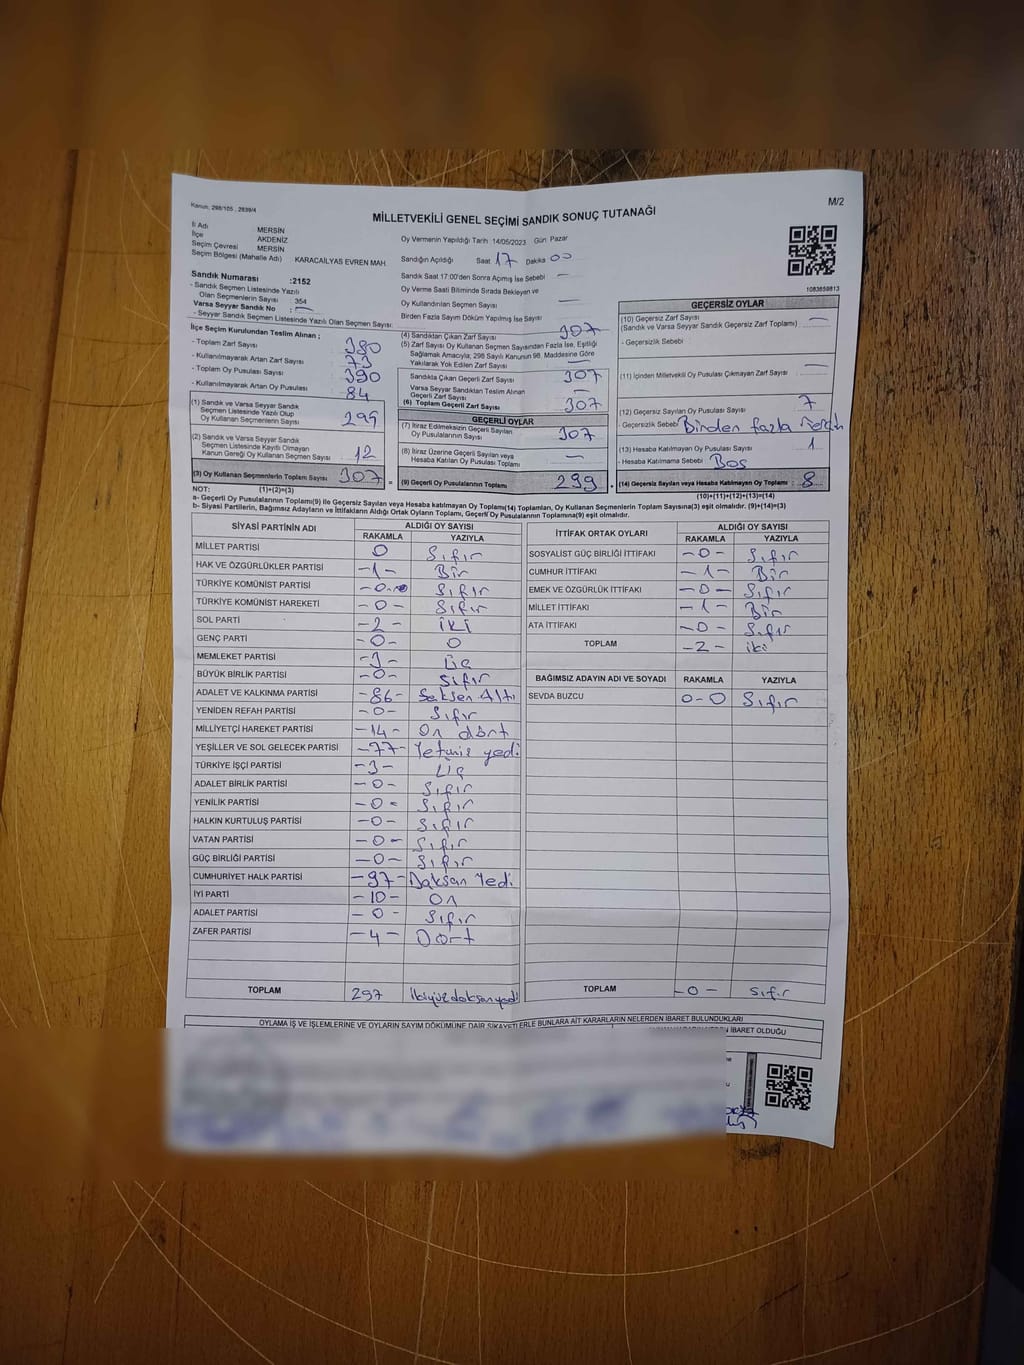 Kanun, 298/105 , 2839/4
M/2
MİLLETVEKİLİ GENEL SEÇİMİ SANDIK SONUÇ TUTANAĞI
İl Adı MERSİN
İlçe AKDENİZ
Seçim Çevresi MERSİN
Seçim Bölgesi (Mahalle Adı) KARACAİLYAS EVREN MAH.
Sandık Numarası :2152
- Sandık Seçmen Listesinde Yazılı
Olan Seçmenlerin Sayısı : 354
Varsa Seyyar Sandık No : —
- Seyyar Sandık Seçmen Listesinde Yazılı Olan Seçmen Sayısı:
İlçe Seçim Kurulundan Teslim Alınan ;
- Toplam Zarf Sayısı 380
- Kullanılmayarak Artan Zarf Sayısı 73
- Toplam Oy Pusulası Sayısı 390
- Kullanılmayarak Artan Oy Pusulası 84
(1) Sandık ve Varsa Seyyar Sandık
Seçmen Listesinde Yazılı Olup
Oy Kullanan Seçmenlerin Sayısı 295
(2) Sandık ve Varsa Seyyar Sandık
Seçmen Listesinde Kayıtlı Olmayan
Kanun Gereği Oy Kullanan Seçmen Sayısı 12
(3) Oy Kullanan Seçmenlerin Toplam Sayısı 307
(1)+(2)=(3)
Oy Vermenin Yapıldığı Tarih 14/05/2023 Gün Pazar
Sandığın Açıldığı Saat 17 Dakika 00
Sandık Saat 17:00'den Sonra Açılmış İse Sebebi —
Oy Verme Saati Bitiminde Sırada Bekleyen ve
Oy Kullandırılan Seçmen Sayısı —
Birden Fazla Sayım Döküm Yapılmış İse Sayısı
(4) Sandıktan Çıkan Zarf Sayısı 307
(5) Zarf Sayısı Oy Kullanan Seçmen Sayısından Fazla İse, Eşitliği
Sağlamak Amacıyla; 298 Sayılı Kanunun 98. Maddesine Göre
Yakılarak Yok Edilen Zarf Sayısı —
Sandıkta Çıkan Geçerli Zarf Sayısı 307
Varsa Seyyar Sandıktan Teslim Alınan
Geçerli Zarf Sayısı —
(6) Toplam Geçerli Zarf Sayısı 307
GEÇERLİ OYLAR
(7) İtiraz Edilmeksizin Geçerli Sayılan
Oy Pusulalarının Sayısı 307
(8) İtiraz Üzerine Geçerli Sayılan veya
Hesaba Katılan Oy Pusulası Toplamı —
(9) Geçerli Oy Pusulalarının Toplamı 299
1083659813
GEÇERSİZ OYLAR
(10) Geçersiz Zarf Sayısı —
(Sandık ve Varsa Seyyar Sandık Geçersiz Zarf Toplamı)
- Geçersizlik Sebebi
(11) İçinden Milletvekili Oy Pusulası Çıkmayan Zarf Sayısı —
(12) Geçersiz Sayılan Oy Pusulası Sayısı 7
- Geçersizlik Sebebi Birden fazla
(13) Hesaba Katılmayan Oy Pusulası Sayısı 1
- Hesaba Katılmama Sebebi Boş
(14) Geçersiz Sayılan veya Hesaba Katılmayan Oy Toplamı : 8
(10)+(11)+(12)+(13)=(14)
NOT:
a- Geçerli Oy Pusulalarının Toplamı(9) ile Geçersiz Sayılan veya Hesaba katılmayan Oy Toplamı(14) Toplamları, Oy Kullanan Seçmenlerin Toplam Sayısına(3) eşit olmalıdır. (9)+(14)=(3)
b- Siyasi Partilerin, Bağımsız Adayların ve İttifakların Aldığı Ortak Oyların Toplamı, Geçerli Oy Pusulalarının Toplamına(9) eşit olmalıdır.
SİYASİ PARTİNİN ADI ALDIĞI OY SAYISI
RAKAMLA YAZIYLA
MİLLET PARTİSİ 0 Sıfır
HAK VE ÖZGÜRLÜKLER PARTİSİ -1- Bir
TÜRKİYE KOMÜNİST PARTİSİ -0- Sıfır
TÜRKİYE KOMÜNİST HAREKETİ -0- Sıfır
SOL PARTİ -2- iki
GENÇ PARTİ -0- 0
MEMLEKET PARTİSİ -3- Üç
BÜYÜK BİRLİK PARTİSİ -0- Sıfır
ADALET VE KALKINMA PARTİSİ -86- Seksen Altı
YENİDEN REFAH PARTİSİ -0- Sıfır
MİLLİYETÇİ HAREKET PARTİSİ -14- On dört
YEŞİLLER VE SOL GELECEK PARTİSİ -77- Yetmiş yedi
TÜRKİYE İŞÇİ PARTİSİ -3- Üç
ADALET BİRLİK PARTİSİ -0- Sıfır
YENİLİK PARTİSİ -0- Sıfır
HALKIN KURTULUŞ PARTİSİ -0- Sıfır
VATAN PARTİSİ -0- Sıfır
GÜÇ BİRLİĞİ PARTİSİ -0- Sıfır
CUMHURİYET HALK PARTİSİ -97- Doksan Yedi
İYİ PARTİ -10- On
ADALET PARTİSİ -0- Sıfır
ZAFER PARTİSİ -4- Dört
TOPLAM 297 İkiyüzdoksanyedi
İTTİFAK ORTAK OYLARI ALDIĞI OY SAYISI
RAKAMLA YAZIYLA
SOSYALİST GÜÇ BİRLİĞİ İTTİFAKI -0- Sıfır
CUMHUR İTTİFAKI -1- Bir
EMEK VE ÖZGÜRLÜK İTTİFAKI -0- Sıfır
MİLLET İTTİFAKI -1- Bir
ATA İTTİFAKI -0- Sıfır
TOPLAM -2- iki
BAĞIMSIZ ADAYIN ADI VE SOYADI RAKAMLA YAZIYLA
SEVDA BUZCU 0-0 Sıfır
TOPLAM -0- Sıfır
OYLAMA İŞ VE İŞLEMLERİNE VE OYLARIN SAYIM DÖKÜMÜNE DAİR ŞİKAYETLERLE BUNLARA AİT KARARLARIN NELERDEN İBARET BULUNDUKLARI
İBARET OLDUĞU